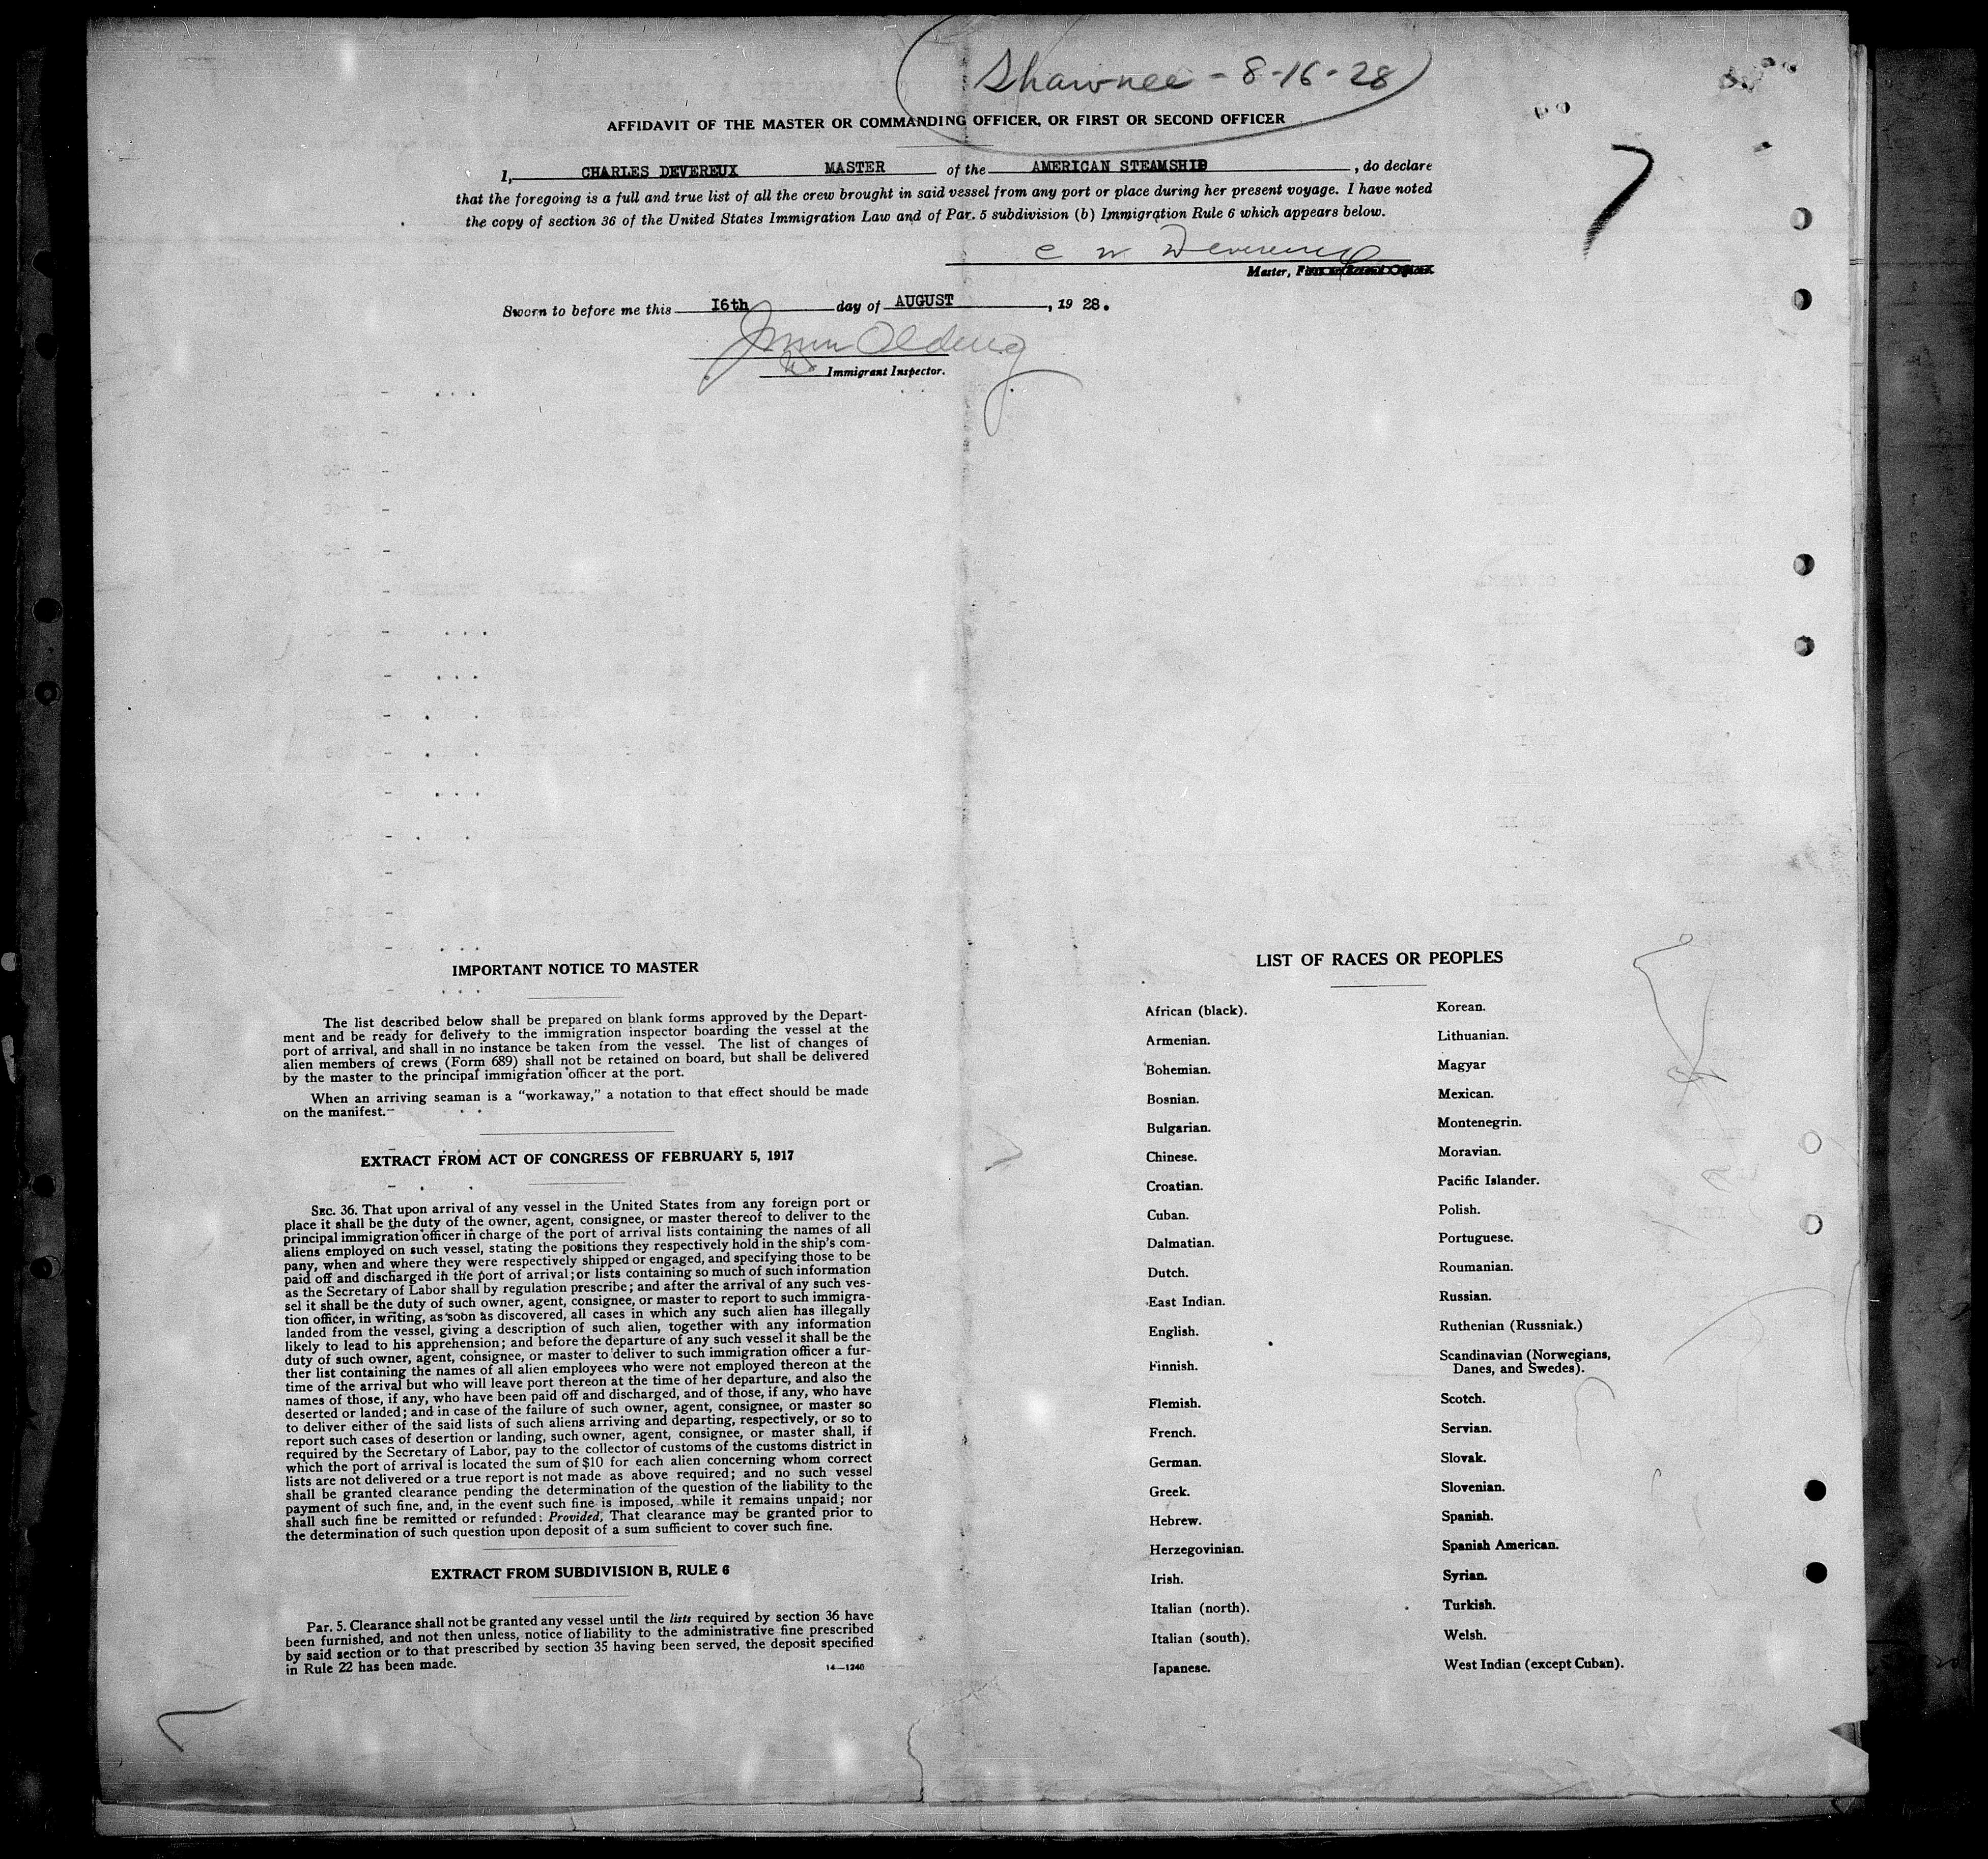 Shawnee - 8-16-28
AFFIDAVIT OF THE MASTER OR COMMANDING OFFICER, OR FIRST OR SECOND OFFICER
I, CHARLES DEVEREUX MASTER of the AMERICAN STEAMSHIP, do declare
that the foregoing is a full and true list of all the crew brought in said vessel from any port or place during her present voyage. I have noted
the copy of section 36 of the United States Immigration Law and of Par. 5 subdivision (b) Immigration Rule 6 which appears below.
C W Devereux
Master, First or Second Officer.
Sworn to before me this 16th day of AUGUST, 19 28.
Immigrant Inspector.
IMPORTANT NOTICE TO MASTER
The list described below shall be prepared on blank forms approved by the Depart-
ment and be ready for delivery to the immigration inspector boarding the vessel at the
port of arrival, and shall in no instance be taken from the vessel. The list of changes of
alien members of crews (Form 689) shall not be retained on board, but shall be delivered
by the master to the principal immigration officer at the port.
When an arriving seaman is a "workaway," a notation to that effect should be made
on the manifest.
EXTRACT FROM ACT OF CONGRESS OF FEBRUARY 5, 1917
SEC. 36. That upon arrival of any vessel in the United States from any foreign port or
place it shall be the duty of the owner, agent, consignee, or master thereof to deliver to the
principal immigration officer in charge of the port of arrival lists containing the names of all
aliens employed on such vessel, stating the positions they respectively hold in the ship's com-
pany, when and where they were respectively shipped or engaged, and specifying those to be
paid off and discharged in the port of arrival; or lists containing so much of such information
as the Secretary of Labor shall by regulation prescribe; and after the arrival of any such ves-
sel it shall be the duty of such owner, agent, consignee, or master to report to such immigra-
tion officer, in writing, as soon as discovered, all cases in which any such alien has illegally
landed from the vessel, giving a description of such alien, together with any information
likely to lead to his apprehension; and before the departure of any such vessel it shall be the
duty of such owner, agent, consignee, or master to deliver to such immigration officer a fur-
ther list containing the names of all alien employees who were not employed thereon at the
time of the arrival but who will leave port thereon at the time of her departure, and also the
names of those, if any, who have been paid off and discharged, and of those, if any, who have
deserted or landed; and in case of the failure of such owner, agent, consignee, or master so
to deliver either of the said lists of such aliens arriving and departing, respectively, or so to
report such cases of desertion or landing, such owner, agent, consignee, or master shall, if
required by the Secretary of Labor, pay to the collector of customs of the customs district in
which the port of arrival is located the sum of $10 for each alien concerning whom correct
lists are not delivered or a true report is not made as above required; and no such vessel
shall be granted clearance pending the determination of the question of the liability to the
payment of such fine, and, in the event such fine is imposed, while it remains unpaid; nor
shall such fine be remitted or refunded: Provided, That clearance may be granted prior to
the determination of such question upon deposit of a sum sufficient to cover such fine.
EXTRACT FROM SUBDIVISION B, RULE 6
Par. 5. Clearance shall not be granted any vessel until the lists required by section 36 have
been furnished, and not then unless, notice of liability to the administrative fine prescribed
by said section or to that prescribed by section 35 having been served, the deposit specified
in Rule 22 has been made.
14—1240
LIST OF RACES OR PEOPLES
African (black).
Armenian.
Bohemian.
Bosnian.
Bulgarian.
Chinese.
Croatian.
Cuban.
Dalmatian.
Dutch.
East Indian.
English.
Finnish.
Flemish.
French.
German.
Greek.
Hebrew.
Herzegovinian.
Irish.
Italian (north).
Italian (south).
Japanese.
Korean.
Lithuanian.
Magyar
Mexican.
Montenegrin.
Moravian.
Pacific Islander.
Polish.
Portuguese.
Roumanian.
Russian.
Ruthenian (Russniak.)
Scandinavian (Norwegians,
Danes, and Swedes).
Scotch.
Servian.
Slovak.
Slovenian.
Spanish.
Spanish American.
Syrian.
Turkish.
Welsh.
West Indian (except Cuban).